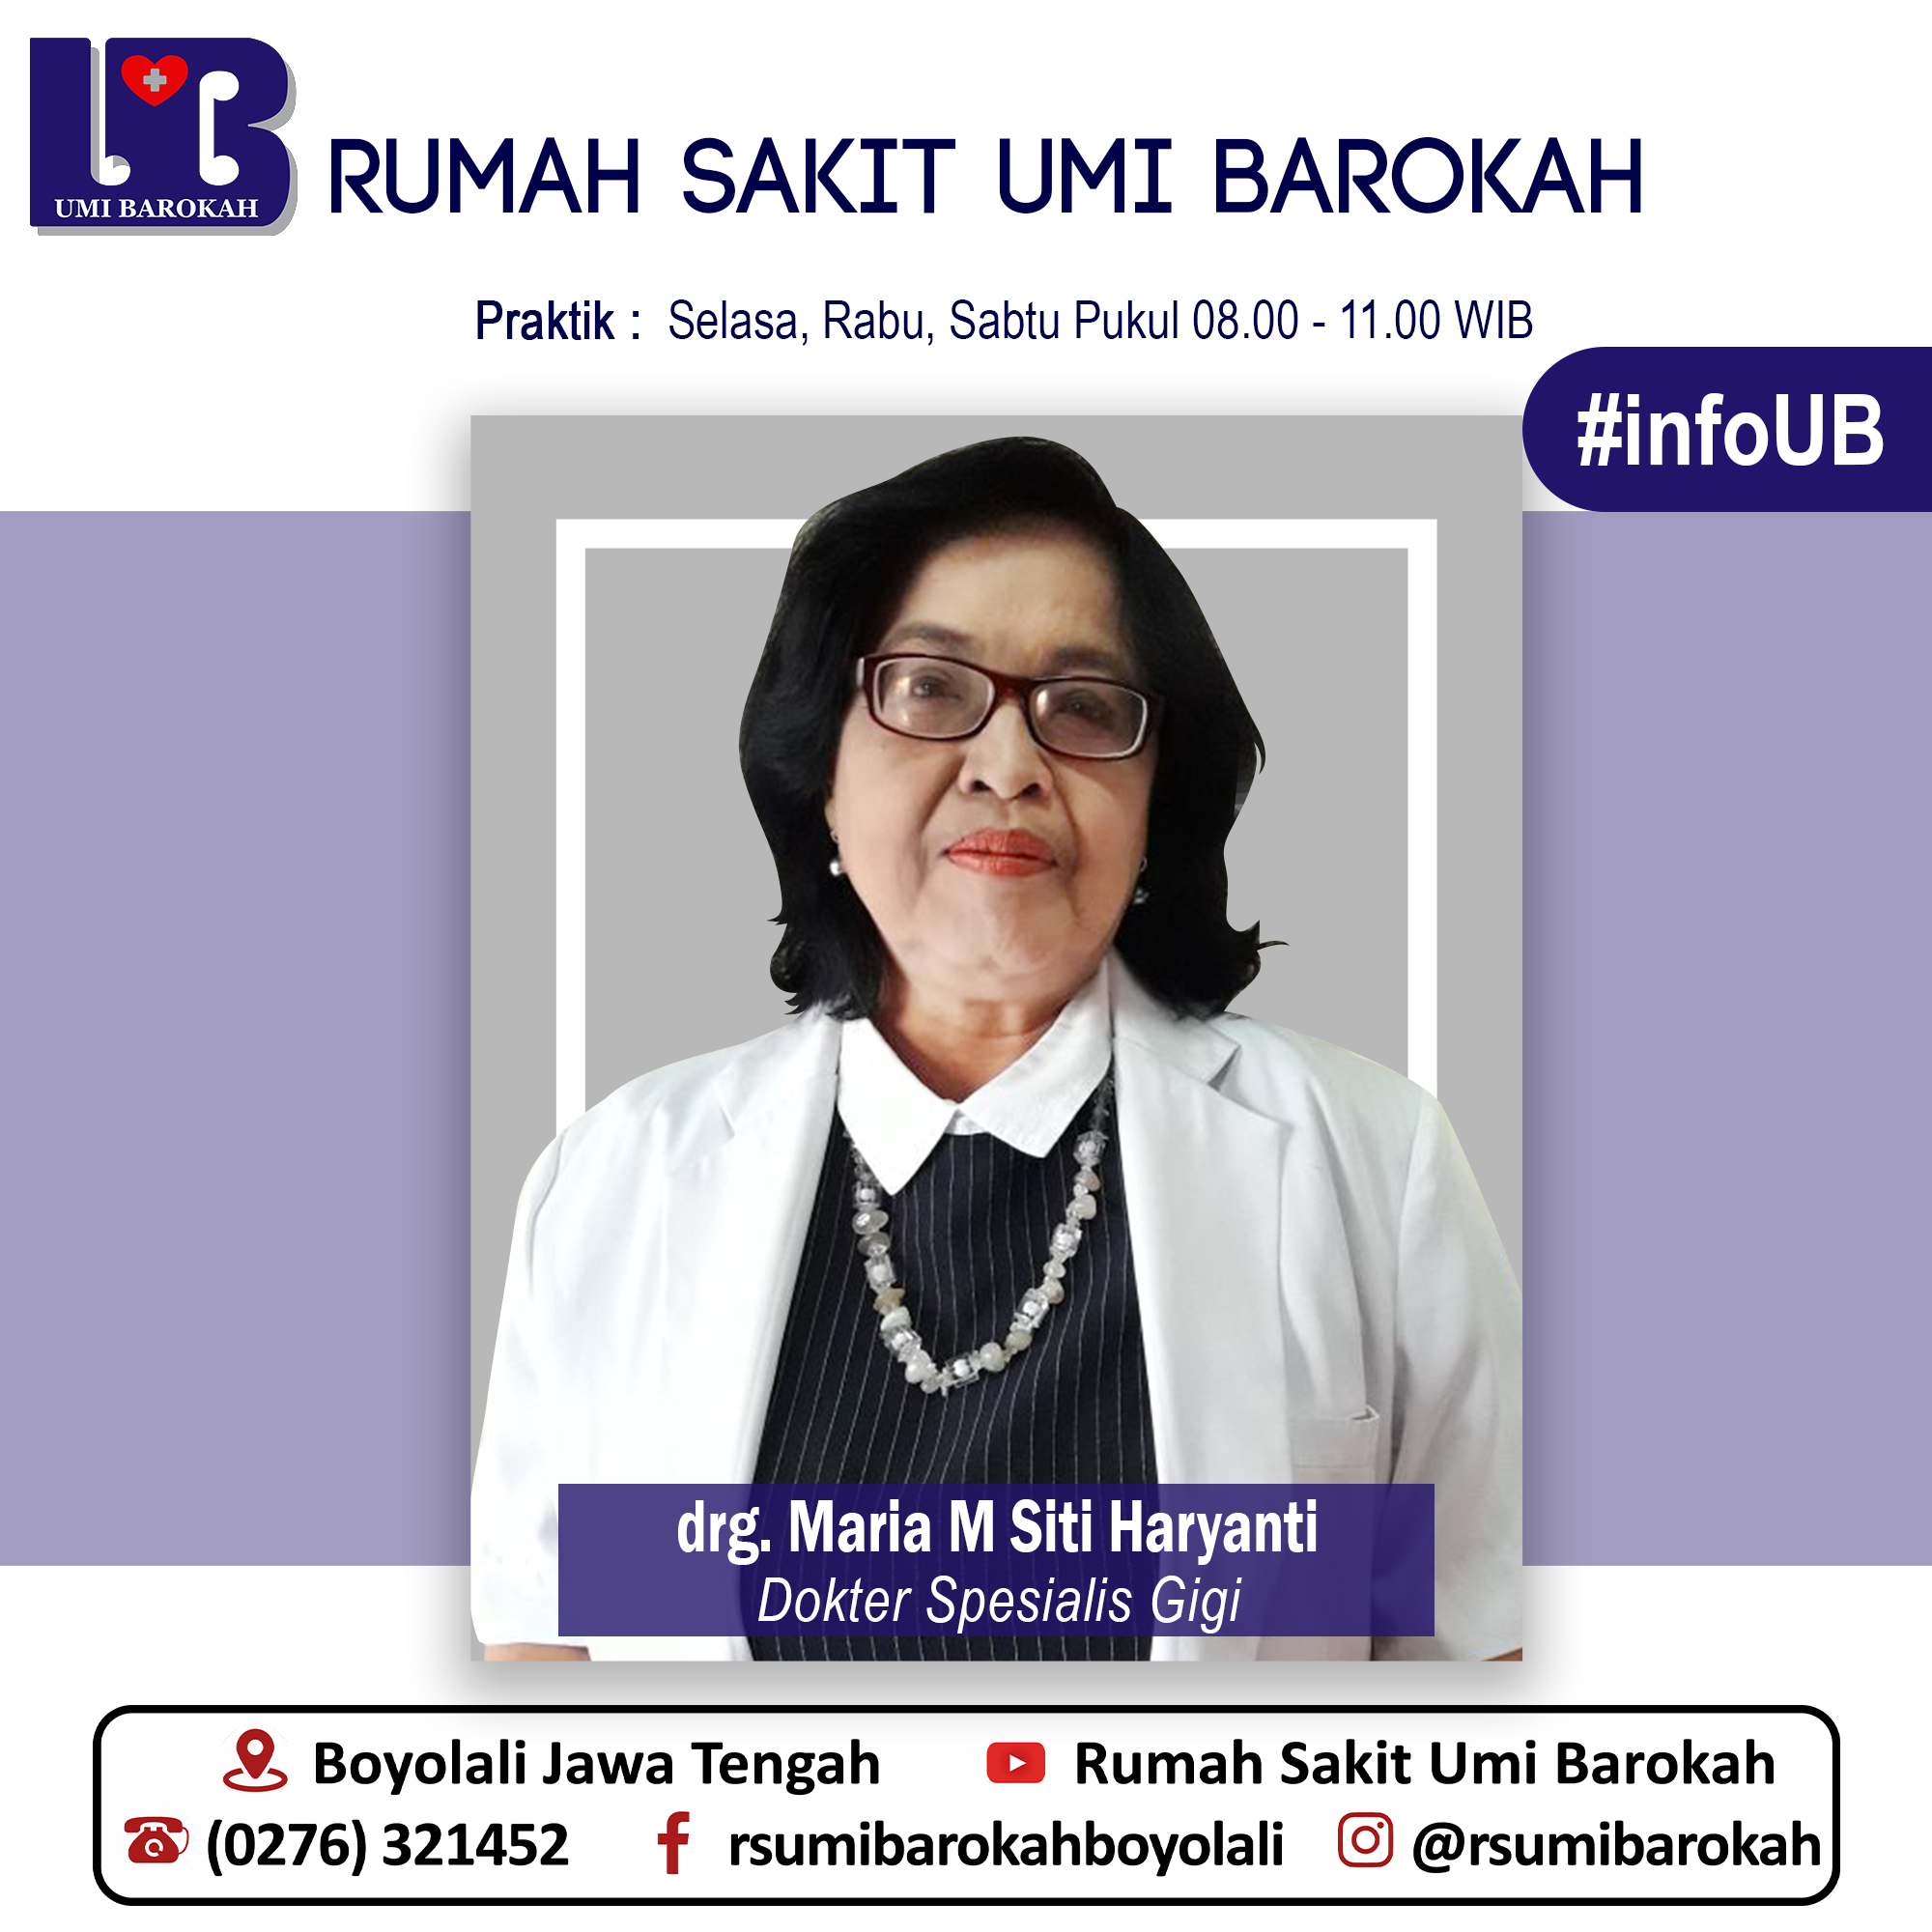 UMI BAROKAH
RUMAH SAKIT UMI BAROKAH
Praktik : Selasa, Rabu, Sabtu Pukul 08.00 - 11.00 WIB
#infoUB
drg. Maria M Siti Haryanti
Dokter Spesialis Gigi
Boyolali Jawa Tengah
Rumah Sakit Umi Barokah
(0276) 321452
rsumibarokahboyolali
@rsumibarokah